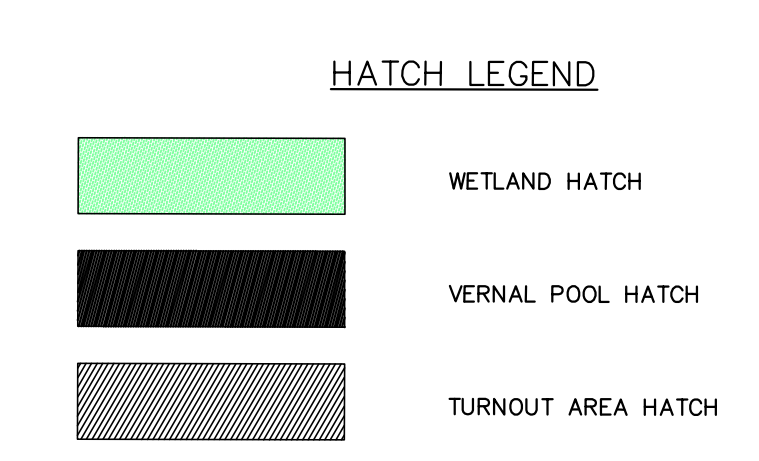 HATCH LEGEND
WETLAND HATCH
VERNAL POOL HATCH
TURNOUT AREA HATCH